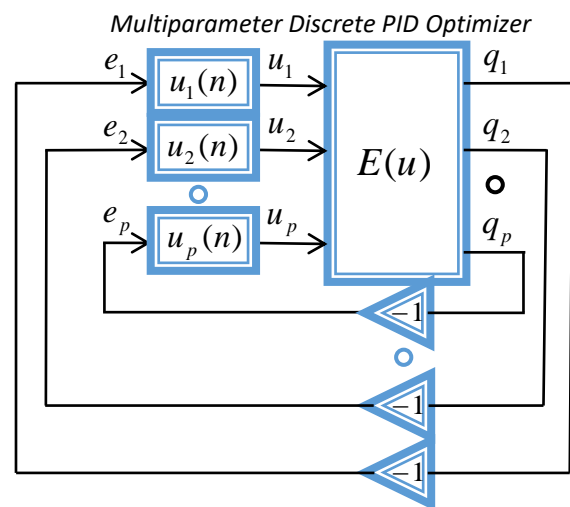 Multiparameter Discrete PID Optimizer
e₁ u₁(n) u₁ q₁
e₂ u₂(n) u₂ q₂
E(u)
eₚ uₚ(n) uₚ qₚ
−1
−1
−1